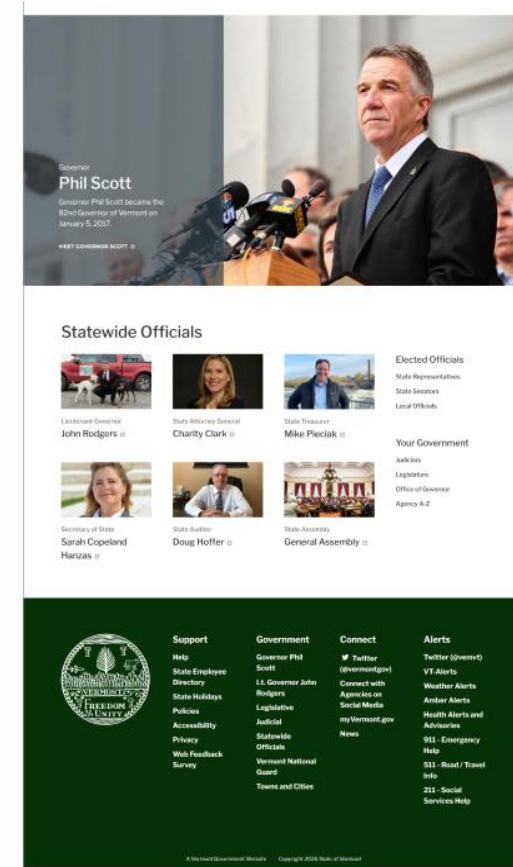 Governor
Phil Scott
Governor Phil Scott became the
82nd Governor of Vermont on
January 5, 2017.
MEET GOVERNOR SCOTT
Statewide Officials
Lieutenant Governor
John Rodgers
State Attorney General
Charity Clark
State Treasurer
Mike Pieciak
Secretary of State
Sarah Copeland
Hanzas
State Auditor
Doug Hoffer
State Assembly
General Assembly
Elected Officials
State Representatives
State Senators
Local Officials
Your Government
Judiciary
Legislature
Office of Governor
Agency A-Z
VERMONT
FREEDOM
& UNITY
Support
Help
State Employee
Directory
State Holidays
Policies
Accessibility
Privacy
Web Feedback
Survey
Government
Governor Phil
Scott
Lt. Governor John
Rodgers
Legislative
Judicial
Statewide
Officials
Vermont National
Guard
Towns and Cities
Connect
Twitter
(@vermontgov)
Connect with
Agencies on
Social Media
myVermont.gov
News
Alerts
Twitter (@vemvt)
VT-Alerts
Weather Alerts
Amber Alerts
Health Alerts and
Advisories
911 - Emergency
Help
511 - Road / Travel
Info
211 - Social
Services Help
A Vermont Government Website
Copyright 2026 State of Vermont